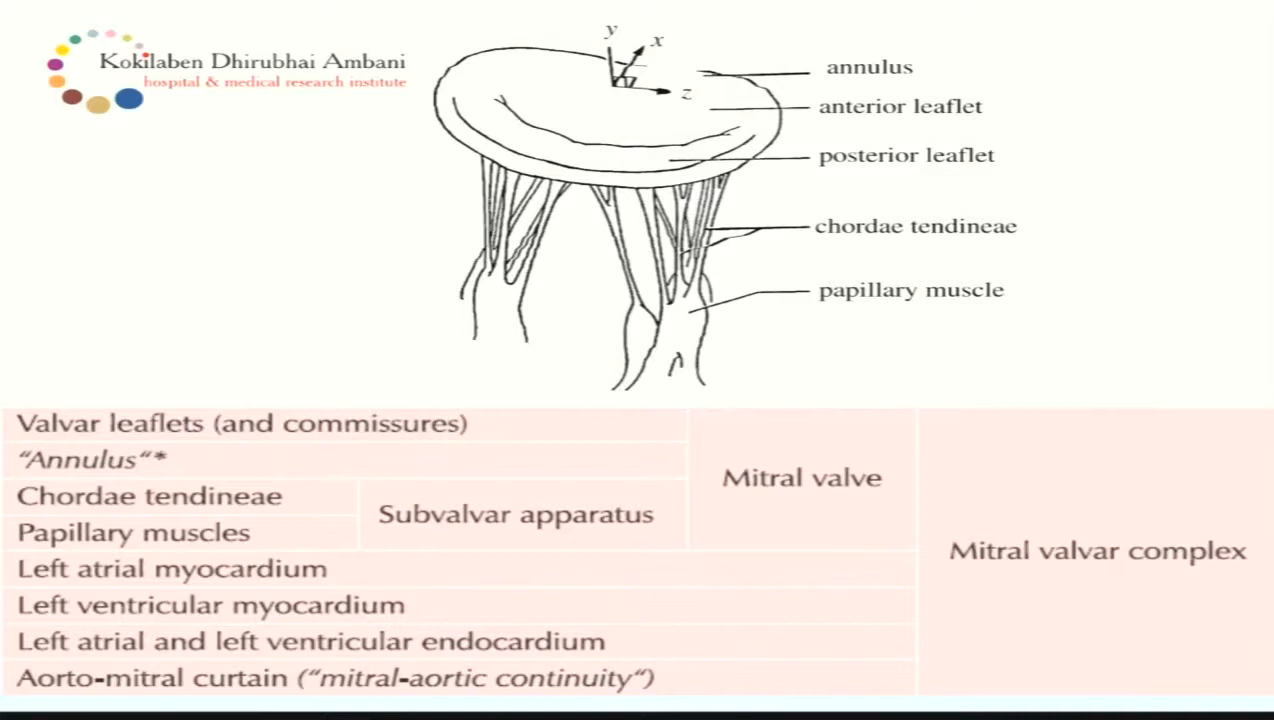 Kokilaben Dhirubhai Ambani
hospital & medical research institute
y
x
z
annulus
anterior leaflet
posterior leaflet
chordae tendineae
papillary muscle
Valvar leaflets (and commissures)
“Annulus“*
Chordae tendineae
Papillary muscles
Subvalvar apparatus
Mitral valve
Left atrial myocardium
Left ventricular myocardium
Left atrial and left ventricular endocardium
Aorto-mitral curtain (“mitral-aortic continuity“)
Mitral valvar complex